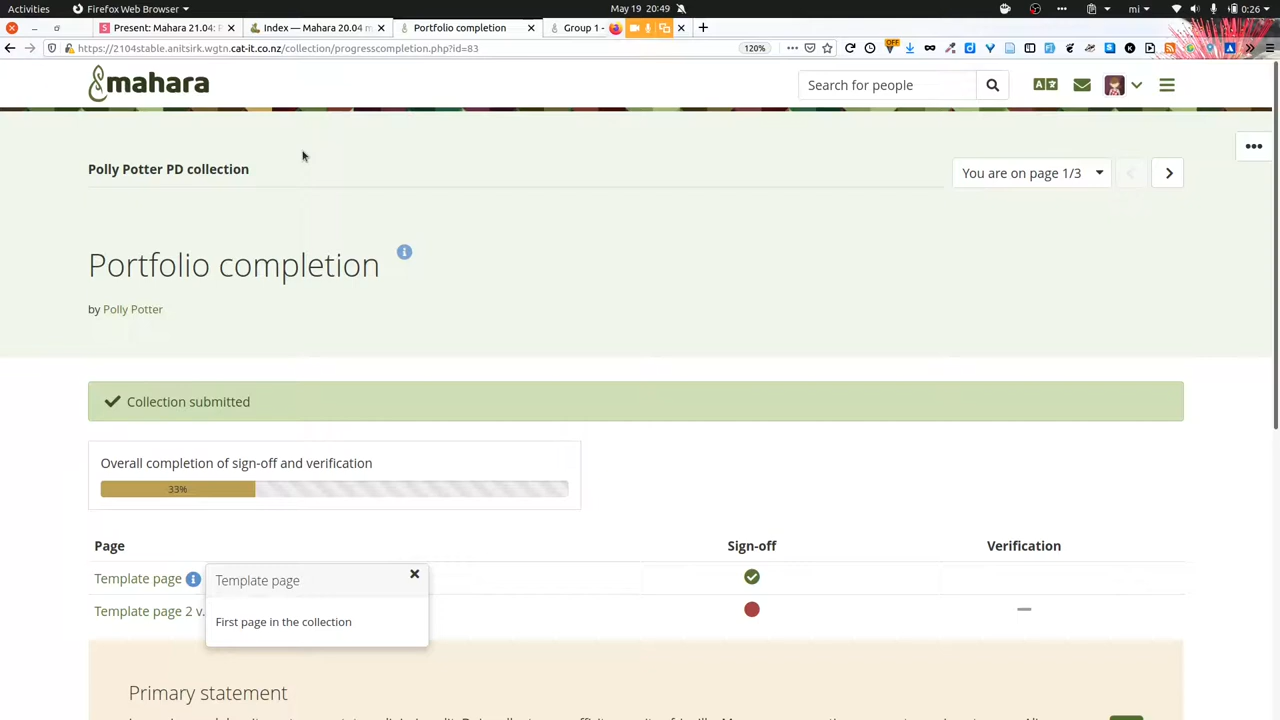 Activities
Firefox Web Browser
May 19 20:49
mi
0:26
Present: Mahara 21.04: F
Index — Mahara 20.04 m
Portfolio completion
Group 1 -
https://2104stable.anilbukk.wgtn.cat-it.co.nz/collection/progresscompletion.php?id=83
120%
OFF
mahara
Search for people
Polly Potter PD collection
You are on page 1/3
Portfolio completion
by Polly Potter
Collection submitted
Overall completion of sign-off and verification
33%
Page Sign-off Verification
Template page
Template page
First page in the collection
Template page 2 v.
Primary statement